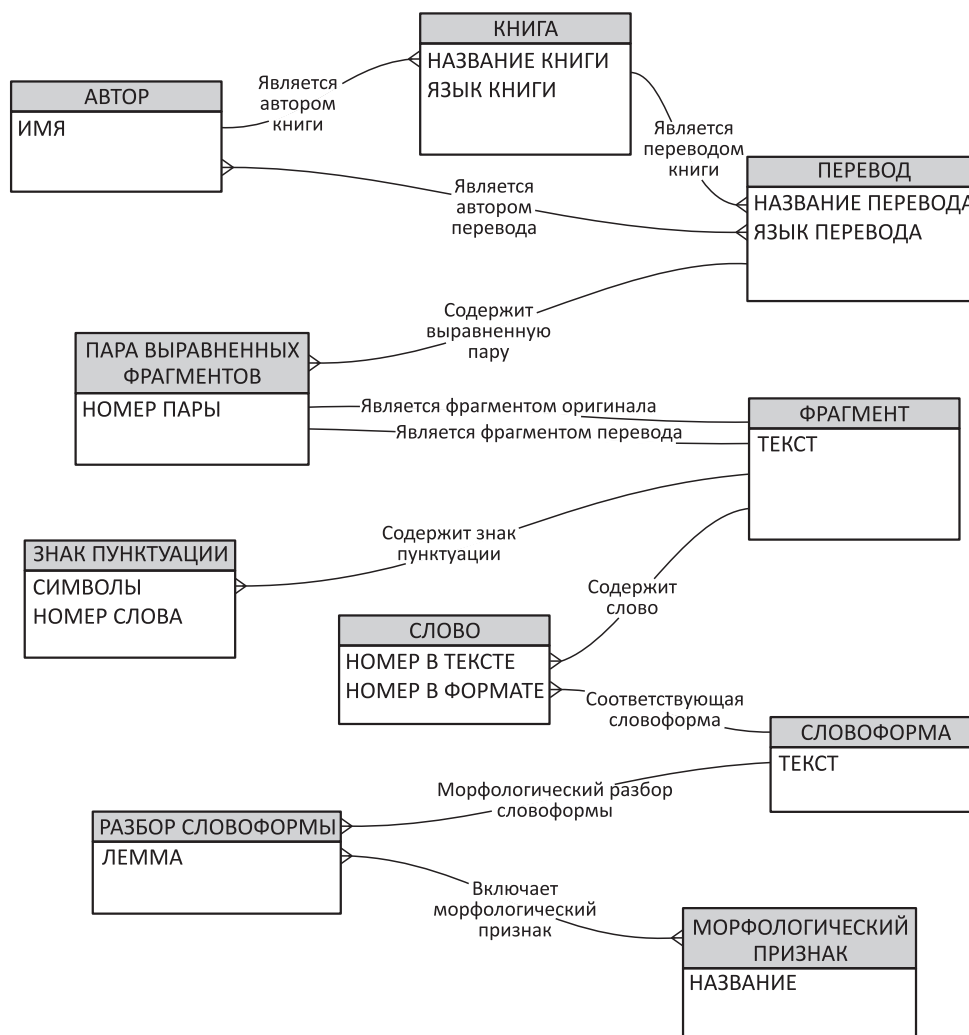 КНИГА
НАЗВАНИЕ КНИГИ
ЯЗЫК КНИГИ
Является
автором
книги
АВТОР
ИМЯ
Является
переводом
книги
ПЕРЕВОД
НАЗВАНИЕ ПЕРЕВОДА
ЯЗЫК ПЕРЕВОДА
Является
автором
перевода
Содержит
выравненную
пару
ПАРА ВЫРАВНЕННЫХ
ФРАГМЕНТОВ
НОМЕР ПАРЫ
Является фрагментом оригинала
Является фрагментом перевода
ФРАГМЕНТ
ТЕКСТ
Содержит знак
пунктуации
ЗНАК ПУНКТУАЦИИ
СИМВОЛЫ
НОМЕР СЛОВА
Содержит
слово
СЛОВО
НОМЕР В ТЕКСТЕ
НОМЕР В ФОРМАТЕ
Соответствующая
словоформа
СЛОВОФОРМА
ТЕКСТ
Морфологический разбор
словоформы
РАЗБОР СЛОВОФОРМЫ
ЛЕММА
Включает
морфологический
признак
МОРФОЛОГИЧЕСКИЙ
ПРИЗНАК
НАЗВАНИЕ